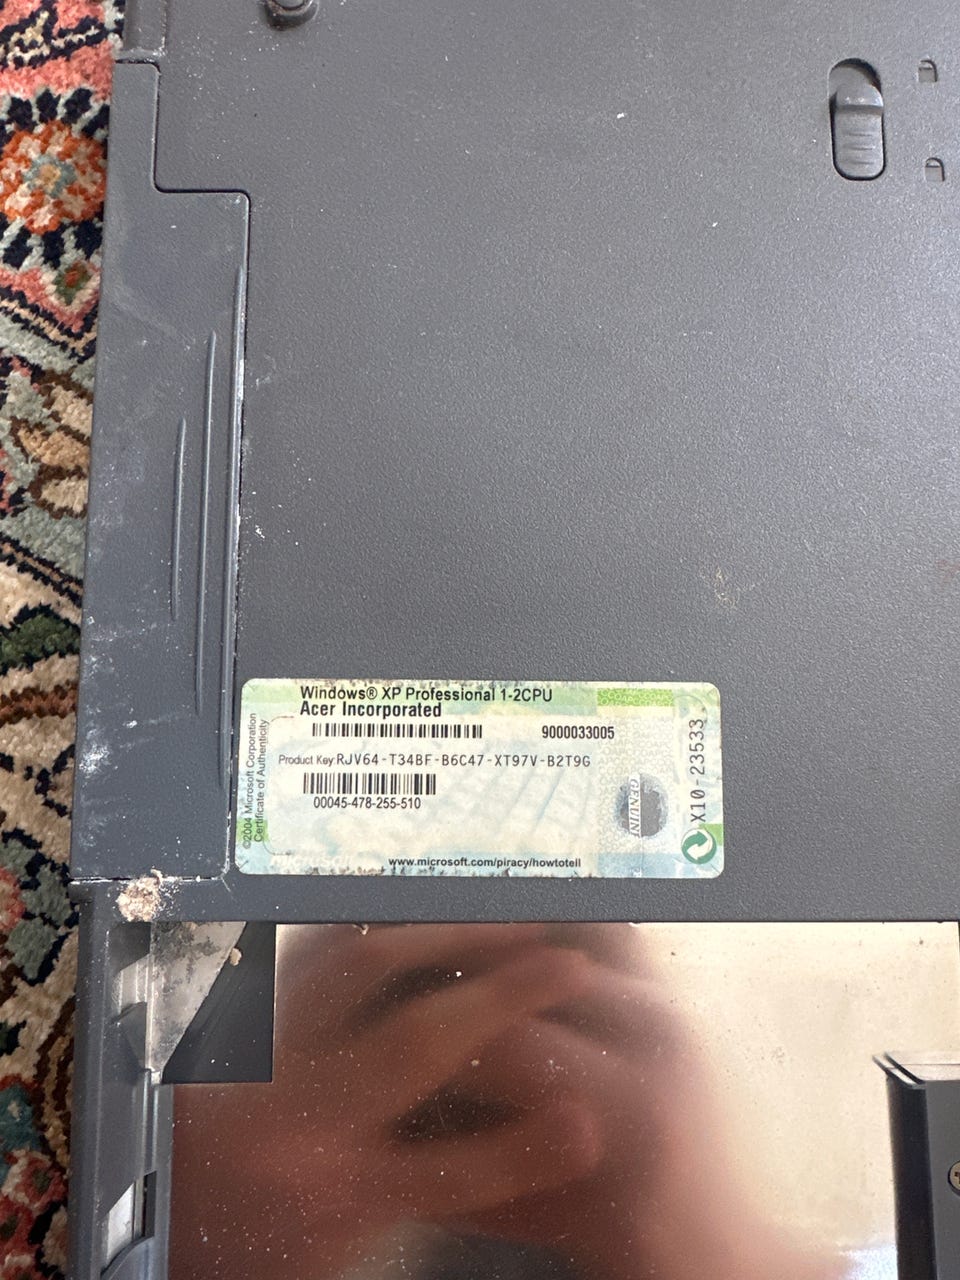 Windows® XP Professional 1-2CPU
Acer Incorporated
9000033005
Product Key:RJV64-T34BF-B6C47-XT97V-B2T9G
00045-478-255-510
©2004 Microsoft Corporation
Certificate of Authenticity
GENUINE
X10-23533
Microsoft
www.microsoft.com/piracy/howtotell